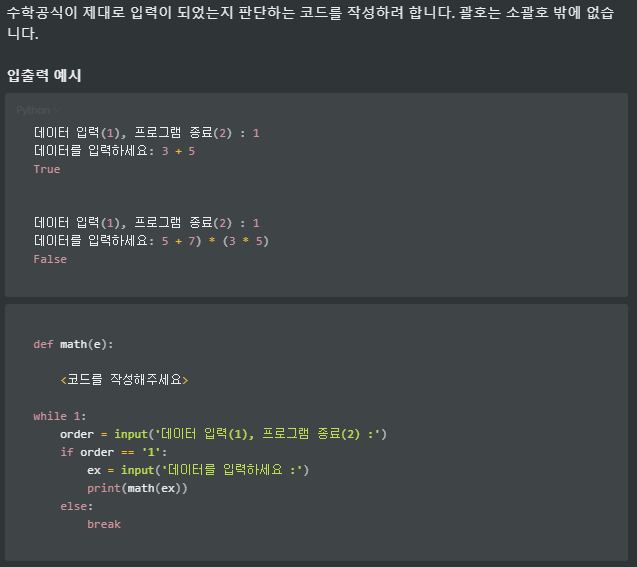 수학공식이 제대로 입력이 되었는지 판단하는 코드를 작성하려 합니다. 괄호는 소괄호 밖에 없습
니다.
입출력 예시
Python
데이터 입력(1), 프로그램 종료(2) : 1
데이터를 입력하세요: 3 + 5
True
데이터 입력(1), 프로그램 종료(2) : 1
데이터를 입력하세요: 5 + 7) * (3 * 5)
False
def math(e):
<코드를 작성해주세요>
while 1:
order = input('데이터 입력(1), 프로그램 종료(2) :')
if order == '1':
ex = input('데이터를 입력하세요 :')
print(math(ex))
else:
break